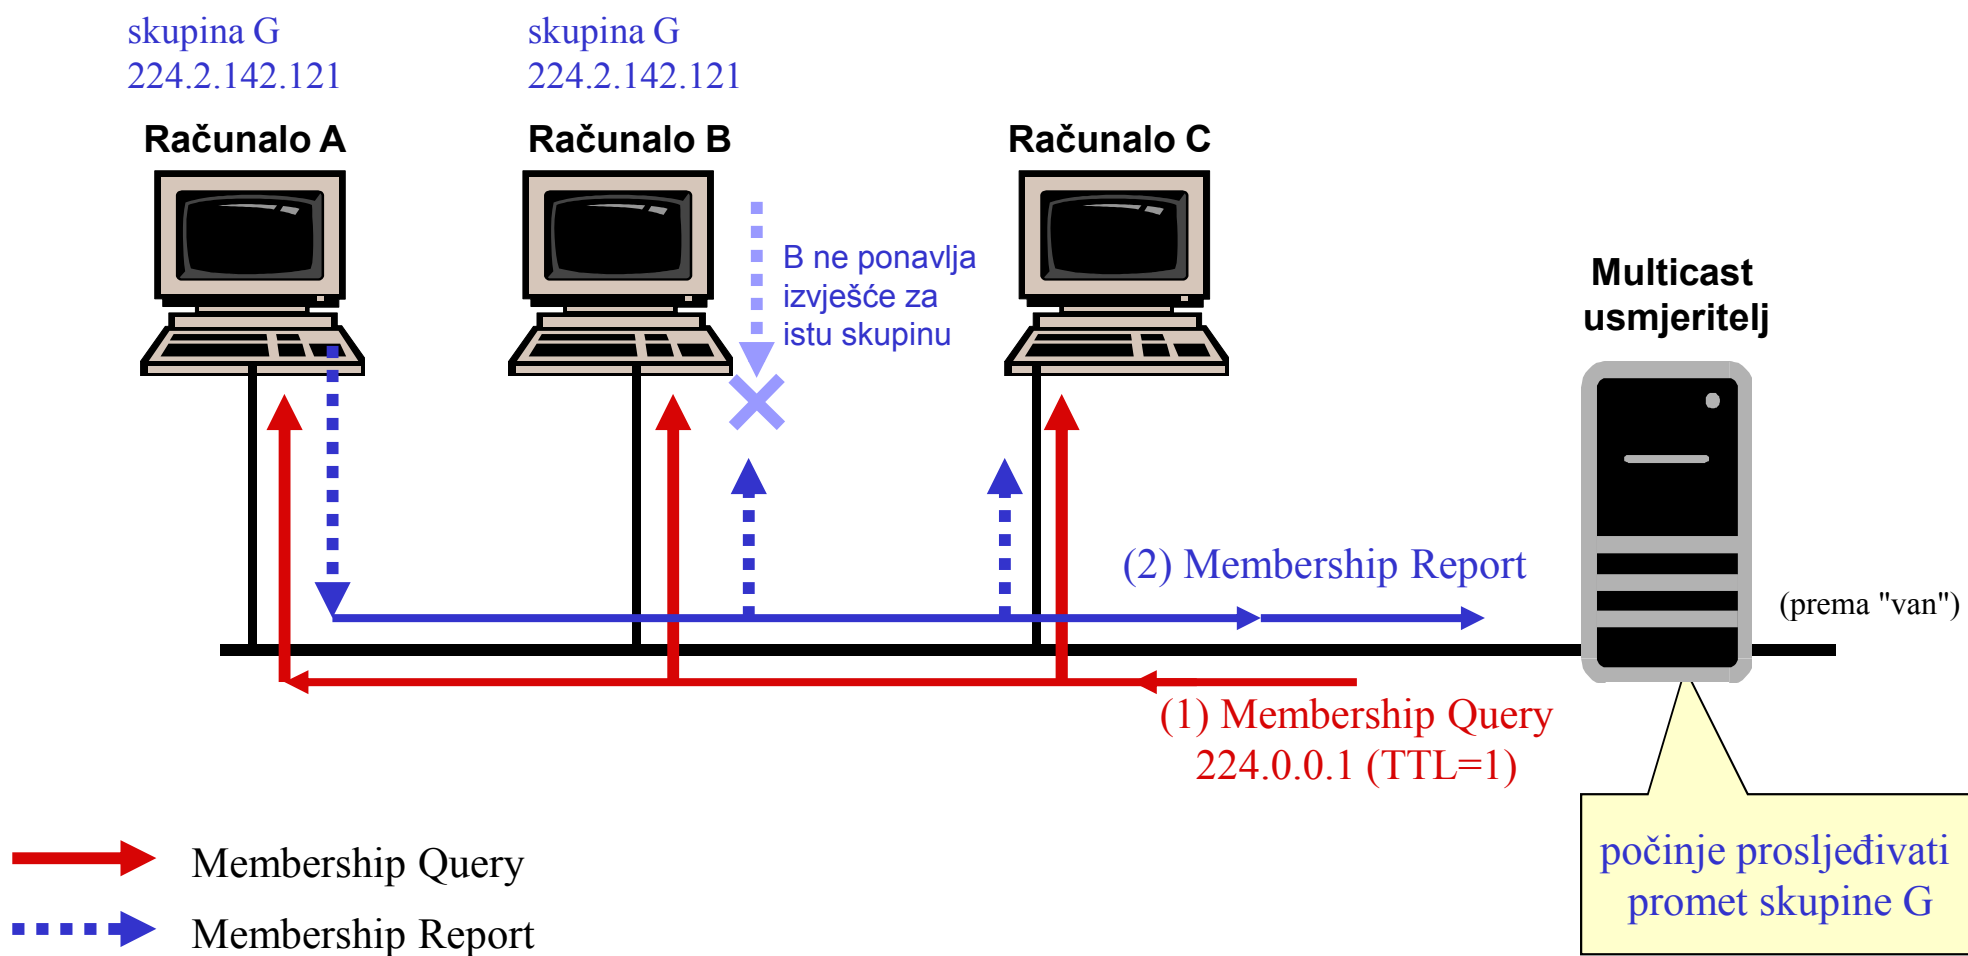 skupina G
224.2.142.121
skupina G
224.2.142.121
Računalo A
Računalo B
Računalo C
B ne ponavlja
izvješće za
istu skupinu
Multicast
usmjeritelj
(2) Membership Report
(prema "van")
(1) Membership Query
224.0.0.1 (TTL=1)
počinje prosljeđivati
promet skupine G
Membership Query
Membership Report